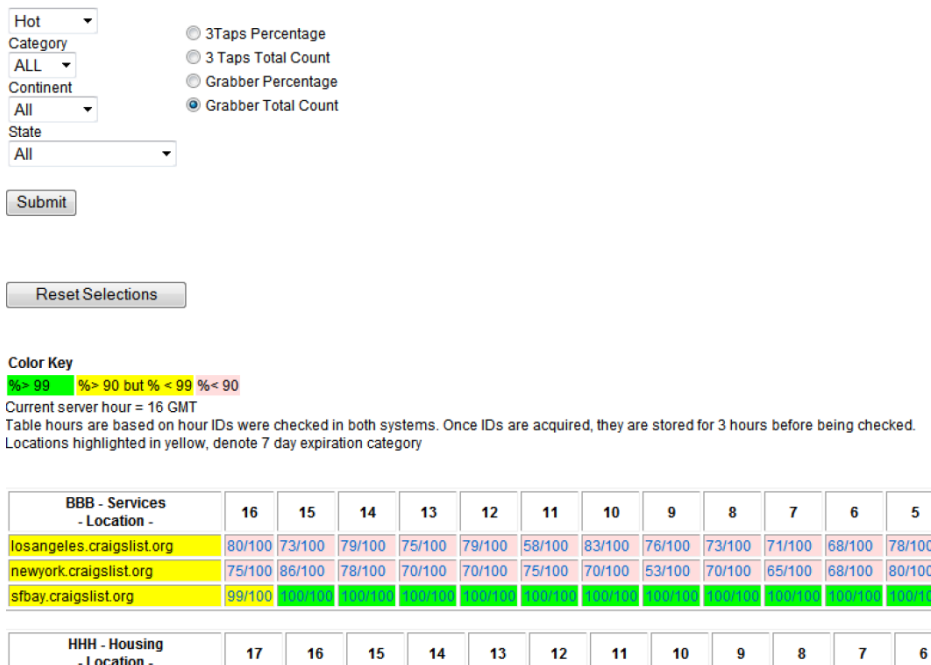 Hot
Category
ALL
Continent
All
State
All
3Taps Percentage
3 Taps Total Count
Grabber Percentage
Grabber Total Count
Submit
Reset Selections
Color Key
%> 99 %> 90 but % < 99 %< 90
Current server hour = 16 GMT
Table hours are based on hour IDs were checked in both systems. Once IDs are acquired, they are stored for 3 hours before being checked.
Locations highlighted in yellow, denote 7 day expiration category
BBB - Services
- Location - 16 15 14 13 12 11 10 9 8 7 6 5
losangeles.craigslist.org 80/100 73/100 79/100 75/100 79/100 58/100 83/100 76/100 73/100 71/100 68/100 78/100
newyork.craigslist.org 75/100 86/100 78/100 70/100 70/100 75/100 70/100 53/100 70/100 65/100 68/100 80/100
sfbay.craigslist.org 99/100 100/100 100/100 100/100 100/100 100/100 100/100 100/100 100/100 100/100 100/100 100/10
HHH - Housing
- Location - 17 16 15 14 13 12 11 10 9 8 7 6